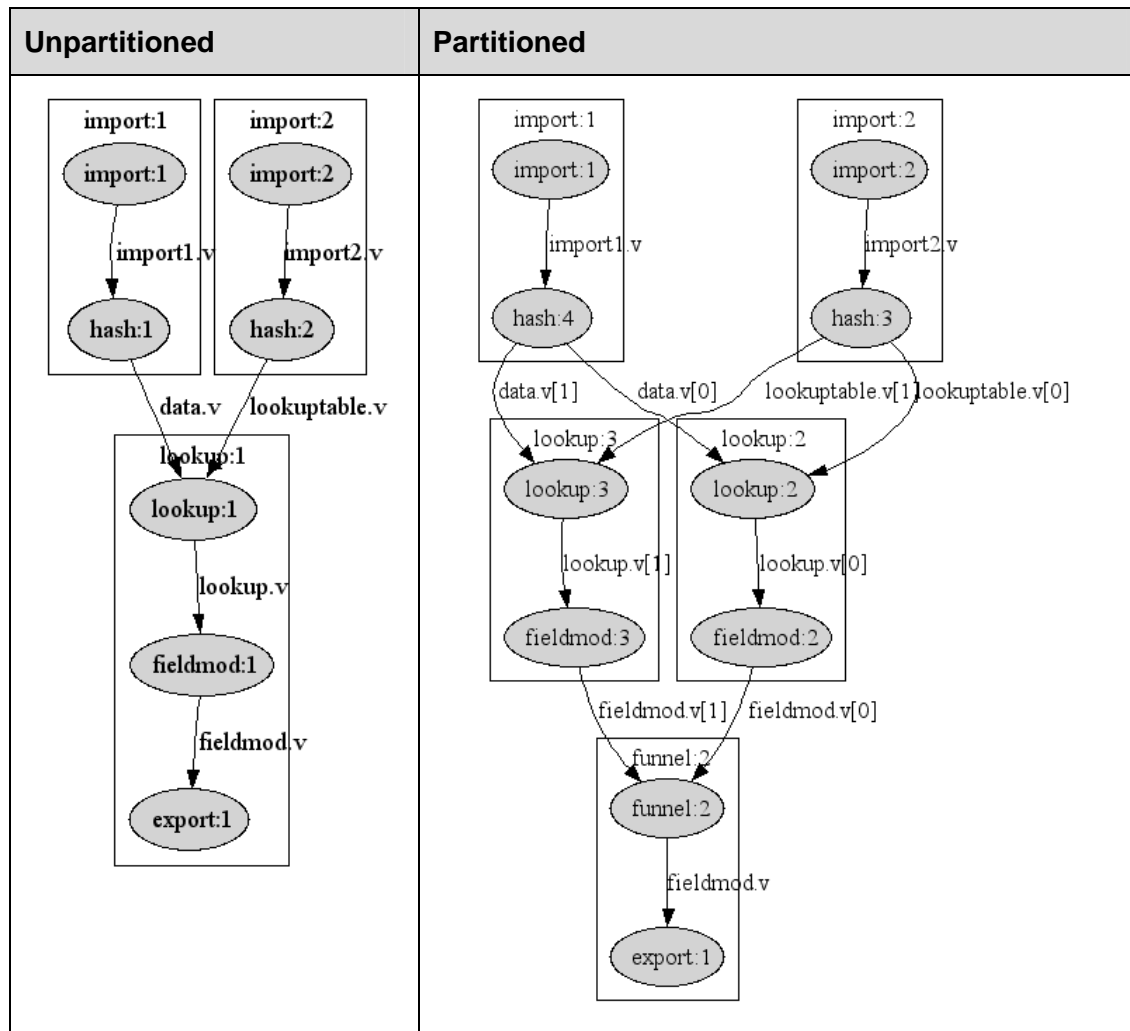 Unpartitioned
Partitioned
import:1
import:2
import:1
import:2
import1.v
import2.v
hash:1
hash:2
data.v
lookuptable.v
lookup:1
lookup:1
lookup.v
fieldmod:1
fieldmod.v
export:1
import:1
import:2
import:1
import:2
import1.v
import2.v
hash:4
hash:3
data.v[1]
data.v[0]
lookuptable.v[1]
lookuptable.v[0]
lookup:3
lookup:2
lookup:3
lookup:2
lookup.v[1]
lookup.v[0]
fieldmod:3
fieldmod:2
fieldmod.v[1]
fieldmod.v[0]
funnel:2
funnel:2
fieldmod.v
export:1